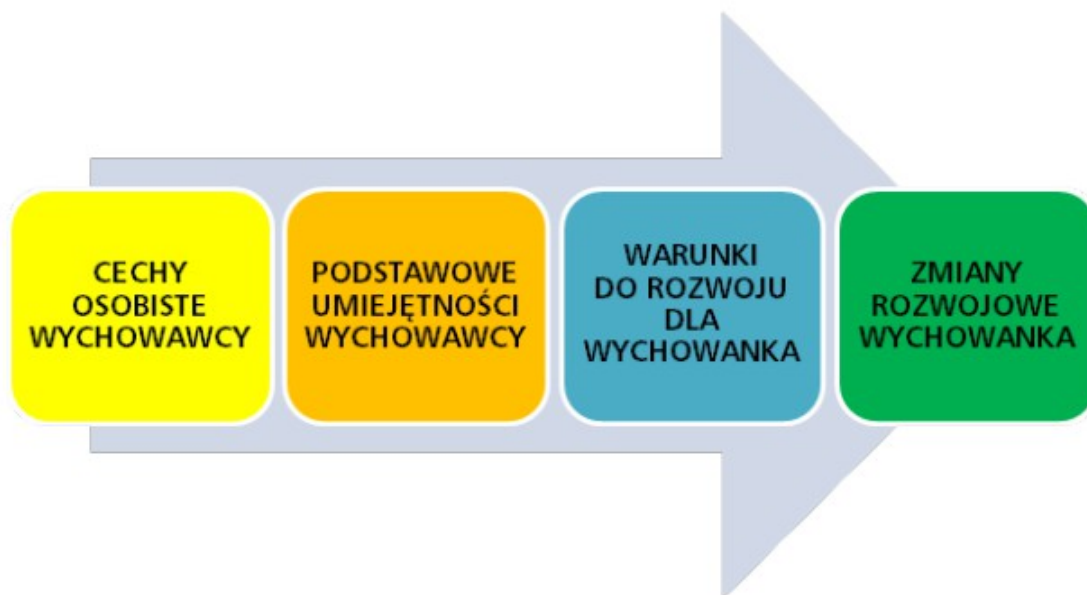 CECHY
OSOBISTE
WYCHOWAWCY
PODSTAWOWE
UMIEJĘTNOŚCI
WYCHOWAWCY
WARUNKI
DO ROZWOJU
DLA
WYCHOWANKA
ZMIANY
ROZWOJOWE
WYCHOWANKA